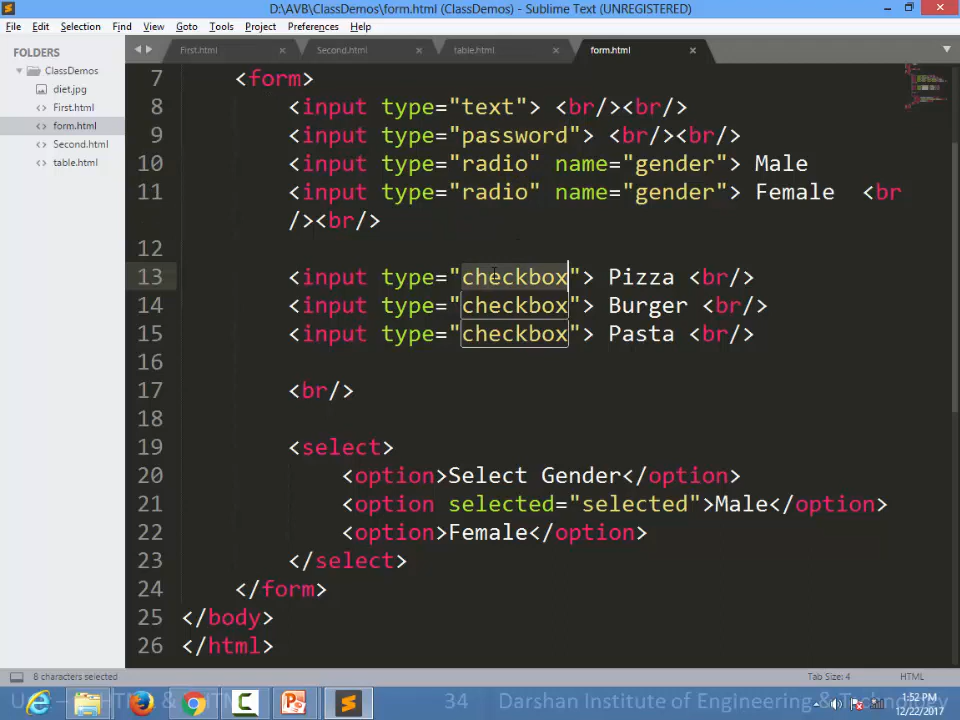 D:\AVB\ClassDemos\form.html (ClassDemos) - Sublime Text (UNREGISTERED)
File Edit Selection Find View Goto Tools Project Preferences Help
FOLDERS
ClassDemos
diet.jpg
First.html
form.html
Second.html
table.html
First.html Second.html table.html form.html
7 <form>
8 <input type="text"> <br/><br/>
9 <input type="password"> <br/><br/>
10 <input type="radio" name="gender"> Male
11 <input type="radio" name="gender"> Female <br
/><br/>
12
13 <input type="checkbox"> Pizza <br/>
14 <input type="checkbox"> Burger <br/>
15 <input type="checkbox"> Pasta <br/>
16
17 <br/>
18
19 <select>
20 <option>Select Gender</option>
21 <option selected="selected">Male</option>
22 <option>Female</option>
23 </select>
24 </form>
25 </body>
26 </html>
8 characters selected Tab Size: 4 HTML
34 Darshan Institute of Engineering & Technology
1:52 PM
12/22/2017